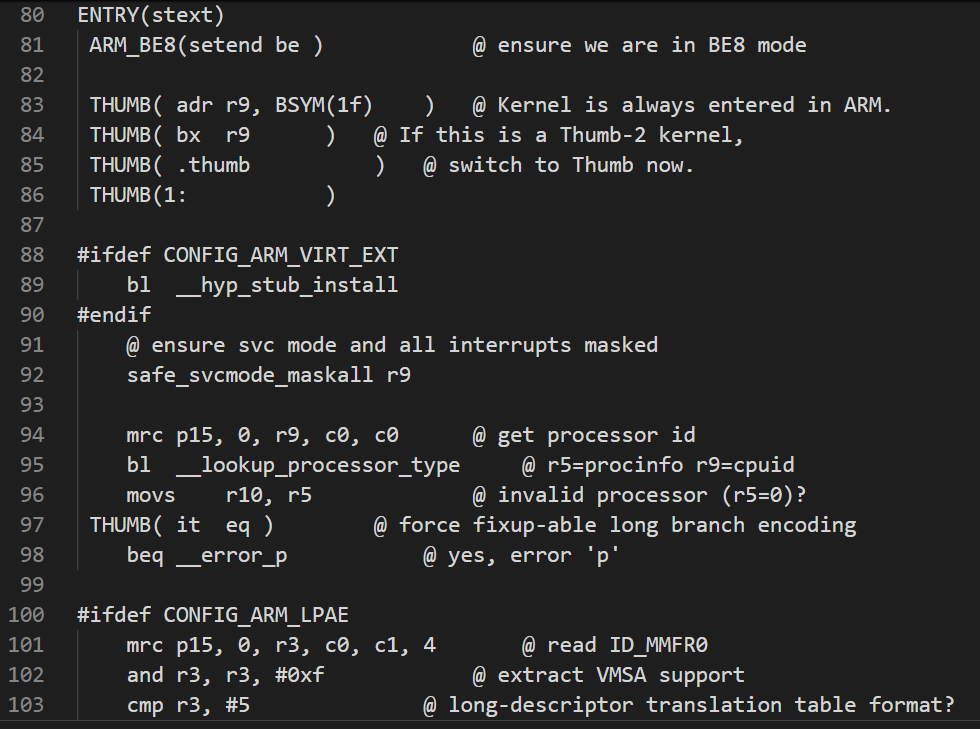 80 ENTRY(stext)
81 ARM_BE8(setend be ) @ ensure we are in BE8 mode
82
83 THUMB( adr r9, BSYM(1f) ) @ Kernel is always entered in ARM.
84 THUMB( bx r9 ) @ If this is a Thumb-2 kernel,
85 THUMB( .thumb ) @ switch to Thumb now.
86 THUMB(1: )
87
88 #ifdef CONFIG_ARM_VIRT_EXT
89 bl __hyp_stub_install
90 #endif
91 @ ensure svc mode and all interrupts masked
92 safe_svcmode_maskall r9
93
94 mrc p15, 0, r9, c0, c0 @ get processor id
95 bl __lookup_processor_type @ r5=procinfo r9=cpuid
96 movs r10, r5 @ invalid processor (r5=0)?
97 THUMB( it eq ) @ force fixup-able long branch encoding
98 beq __error_p @ yes, error 'p'
99
100 #ifdef CONFIG_ARM_LPAE
101 mrc p15, 0, r3, c0, c1, 4 @ read ID_MMFR0
102 and r3, r3, #0xf @ extract VMSA support
103 cmp r3, #5 @ long-descriptor translation table format?